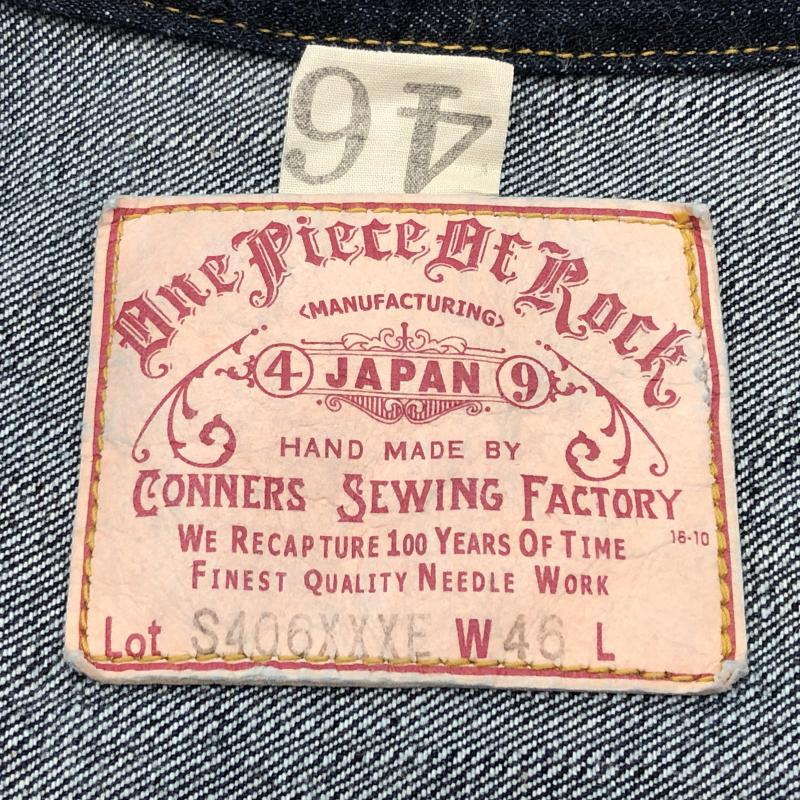 46
One Piece Of Rock
<MANUFACTURING>
4 JAPAN 9
HAND MADE BY
CONNERS SEWING FACTORY
WE RECAPTURE 100 YEARS OF TIME
16-10
FINEST QUALITY NEEDLE WORK
Lot S406XXXE W 46 L